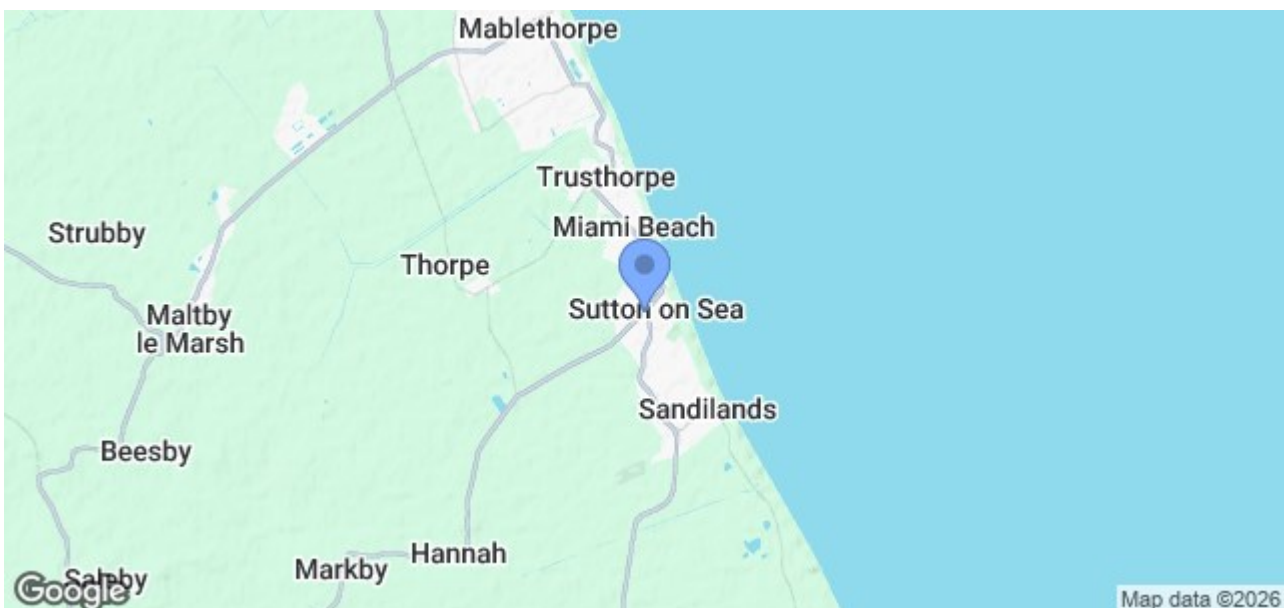 Mablethorpe
Trusthorpe
Miami Beach
Strubby
Thorpe
Sutton on Sea
Maltby
le Marsh
Sandilands
Beesby
Hannah
Markby
Google
Map data ©2026